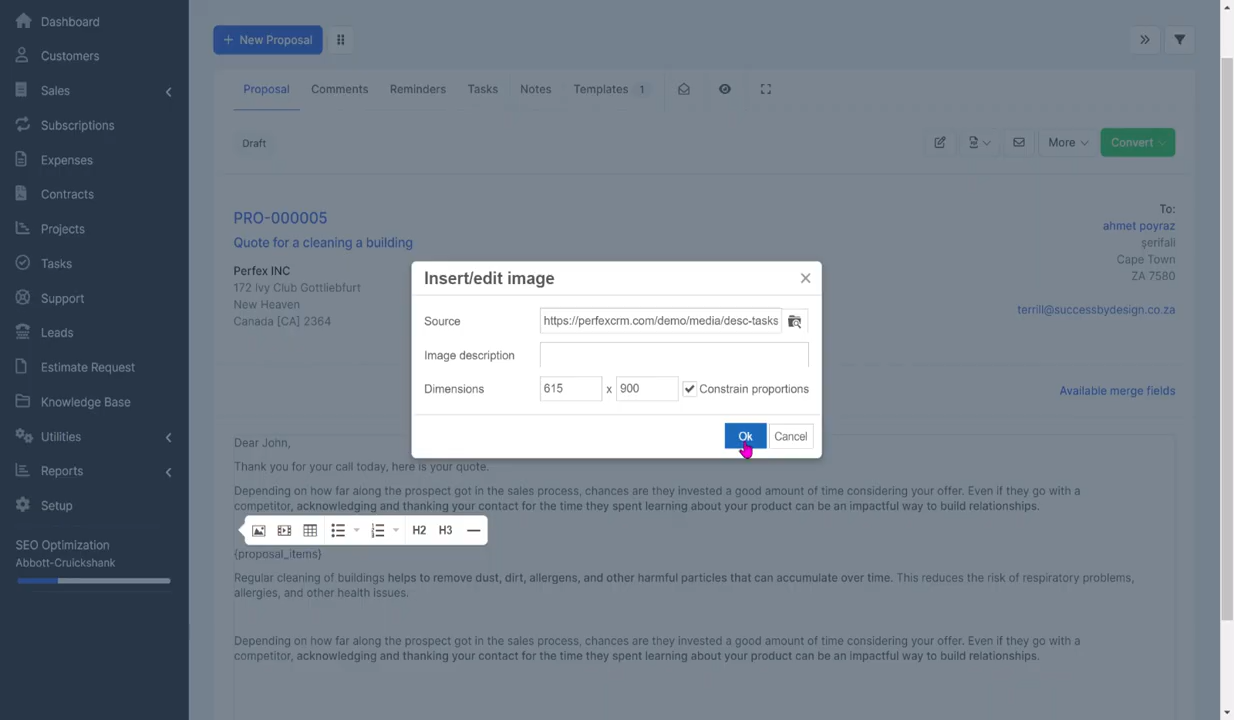 Dashboard
Customers
Sales
Subscriptions
Expenses
Contracts
Projects
Tasks
Support
Leads
Estimate Request
Knowledge Base
Utilities
Reports
Setup
SEO Optimization
Abbott-Cruickshank
+ New Proposal
Proposal Comments Reminders Tasks Notes Templates 1
Draft
More
Convert
PRO-000005
Quote for a cleaning a building
Perfex INC
172 Ivy Club Gottliebfurt
New Heaven
Canada [CA] 2364
To:
ahmet poyraz
şerifali
Cape Town
ZA 7580
terrill@successbydesign.co.za
Available merge fields
Insert/edit image
Source https://perfexcrm.com/demo/media/desc-tasks
Image description
Dimensions 615 x 900 Constrain proportions
Ok Cancel
Dear John,
Thank you for your call today, here is your quote.
Depending on how far along the prospect got in the sales process, chances are they invested a good amount of time considering your offer. Even if they go with a
competitor, acknowledging and thanking your contact for the time they spent learning about your product can be an impactful way to build relationships.
H2 H3
{proposal_items}
Regular cleaning of buildings helps to remove dust, dirt, allergens, and other harmful particles that can accumulate over time. This reduces the risk of respiratory problems,
allergies, and other health issues.
Depending on how far along the prospect got in the sales process, chances are they invested a good amount of time considering your offer. Even if they go with a
competitor, acknowledging and thanking your contact for the time they spent learning about your product can be an impactful way to build relationships.